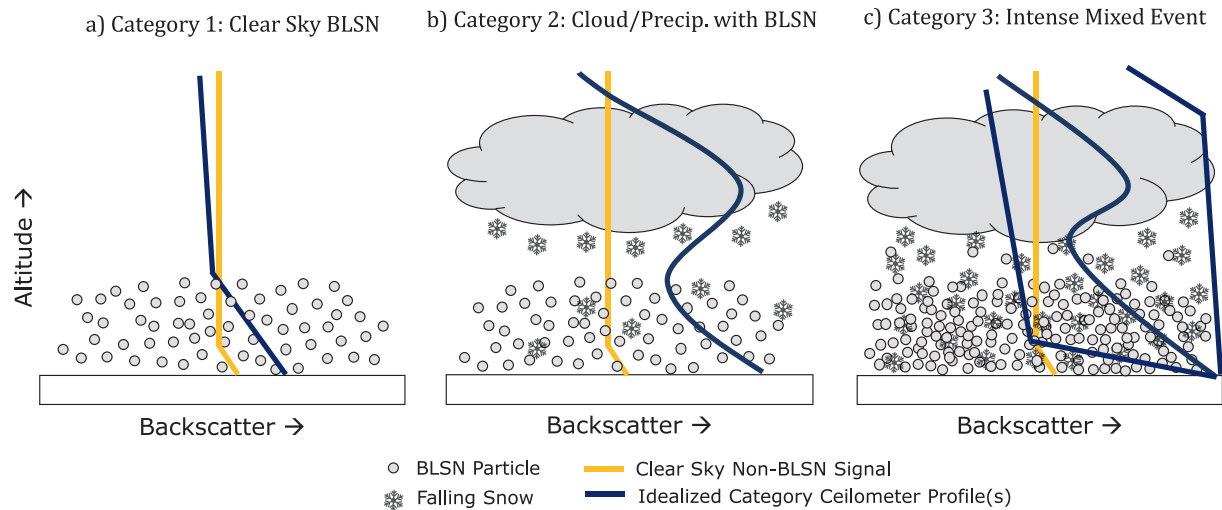 a) Category 1: Clear Sky BLSN
b) Category 2: Cloud/Precip. with BLSN
c) Category 3: Intense Mixed Event
Altitude →
Backscatter →
Backscatter →
Backscatter →
BLSN Particle
Clear Sky Non-BLSN Signal
Falling Snow
Idealized Category Ceilometer Profile(s)